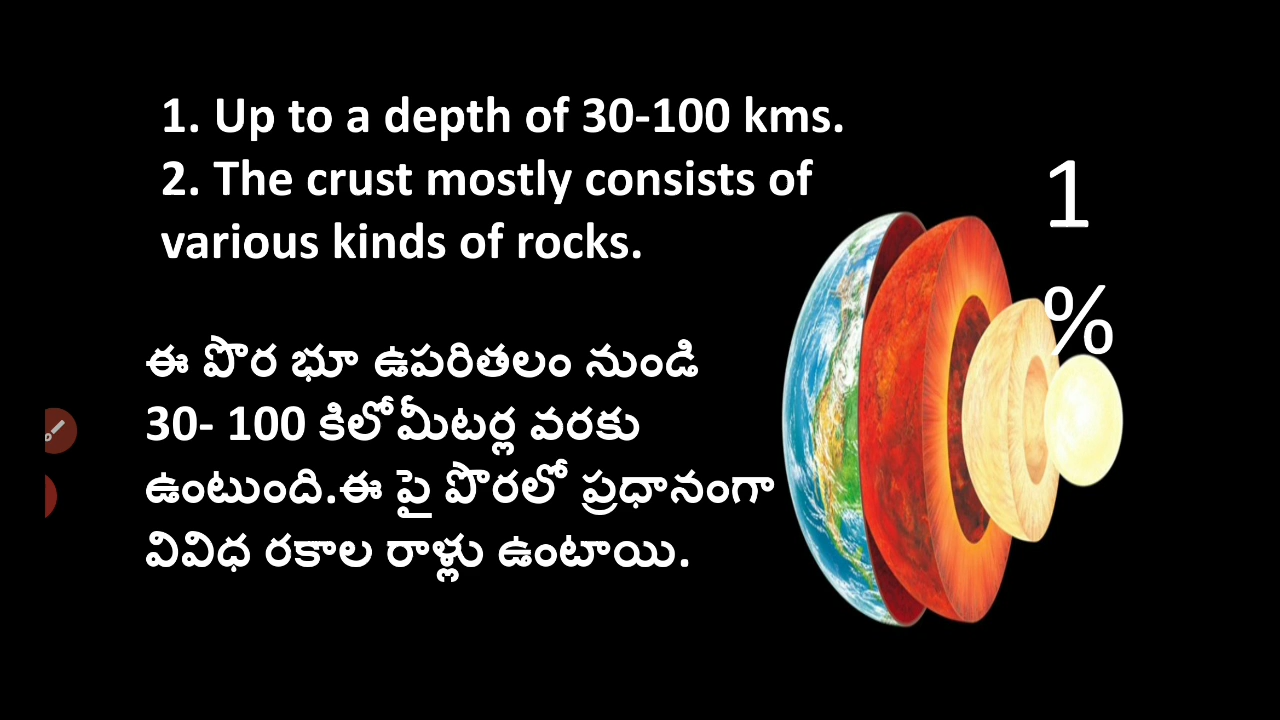 1. Up to a depth of 30-100 kms.
2. The crust mostly consists of
various kinds of rocks.
ఈ పొర భూ ఉపరితలం నుండి
30- 100 కిలోమీటర్ల వరకు
ఉంటుంది.ఈ పై పొరలో ప్రధానంగా
వివిధ రకాల రాళ్లు ఉంటాయి.
1
%